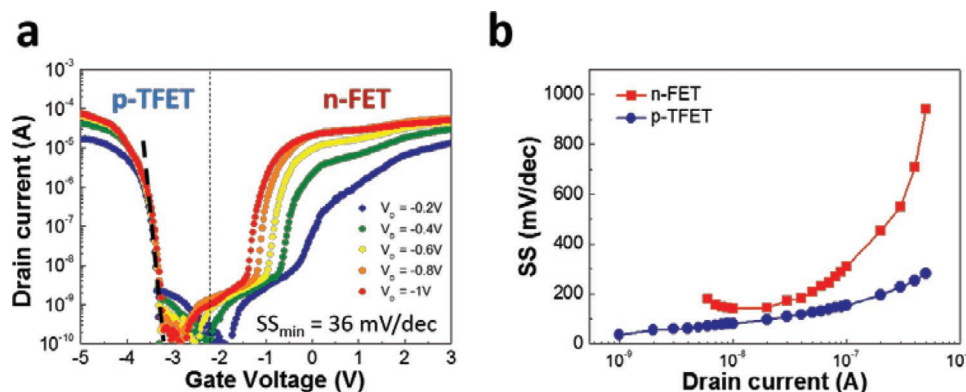 a
Drain current (A)
10⁻³
10⁻⁴
10⁻⁵
10⁻⁶
10⁻⁷
10⁻⁸
10⁻⁹
10⁻¹⁰
p-TFET
n-FET
V_D = -0.2V
V_D = -0.4V
V_D = -0.6V
V_D = -0.8V
V_D = -1V
SS_min = 36 mV/dec
-5 -4 -3 -2 -1 0 1 2 3
Gate Voltage (V)
b
SS (mV/dec)
1000
800
600
400
200
0
n-FET
p-TFET
10⁻⁹ 10⁻⁸ 10⁻⁷ 10⁻⁶
Drain current (A)